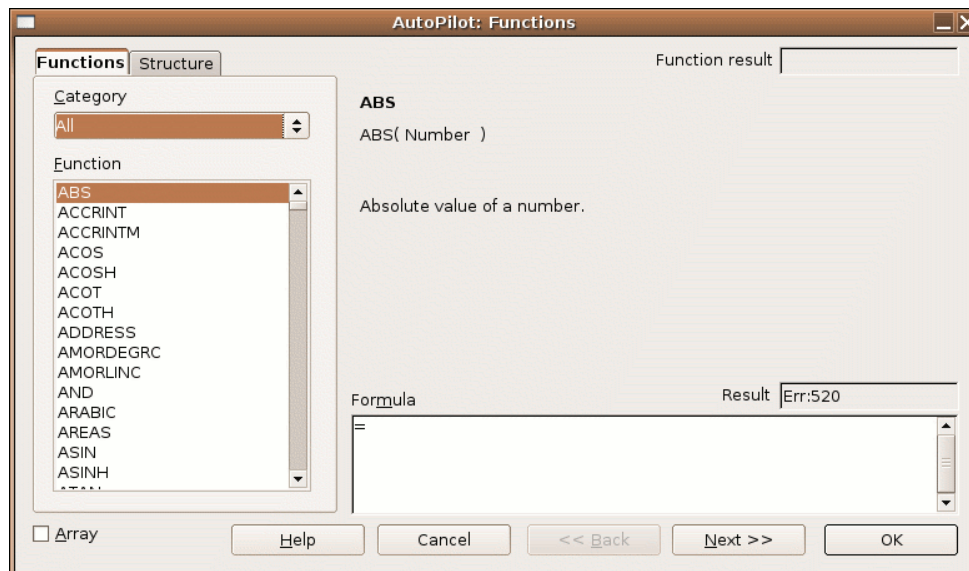 AutoPilot: Functions
Functions
Structure
Function result
Category
All
ABS
ABS( Number )
Function
ABS
ACCRINT
ACCRINTM
ACOS
ACOSH
ACOT
ACOTH
ADDRESS
AMORDEGRC
AMORLINC
AND
ARABIC
AREAS
ASIN
ASINH
Absolute value of a number.
Formula
Result
Err:520
=
Array
Help
Cancel
<< Back
Next >>
OK